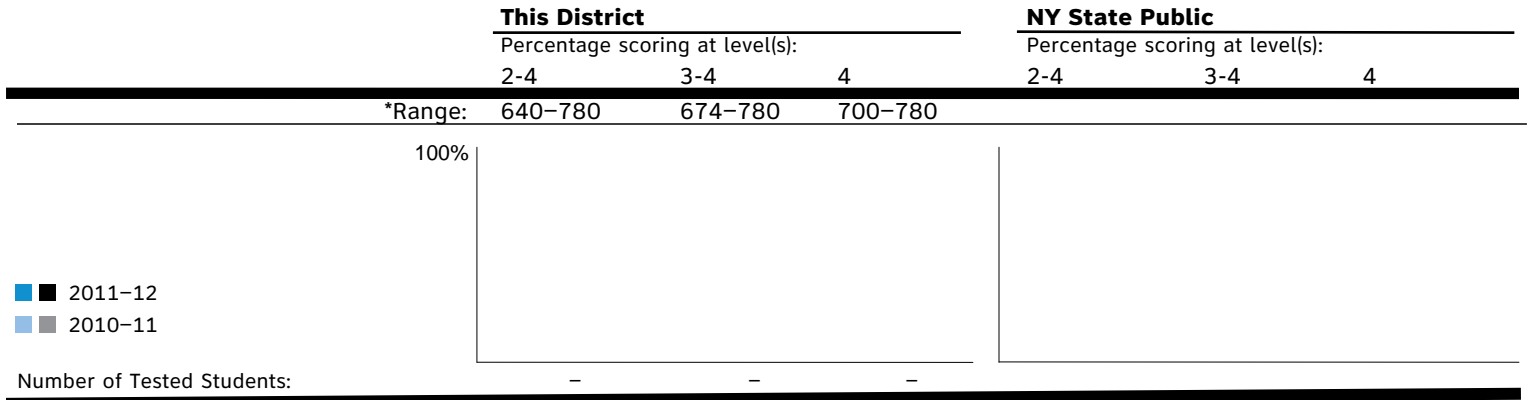 This District NY State Public
Percentage scoring at level(s): Percentage scoring at level(s):
2-4 3-4 4 2-4 3-4 4
*Range: 640–780 674–780 700–780
100%
2011–12
2010–11
Number of Tested Students: – – –